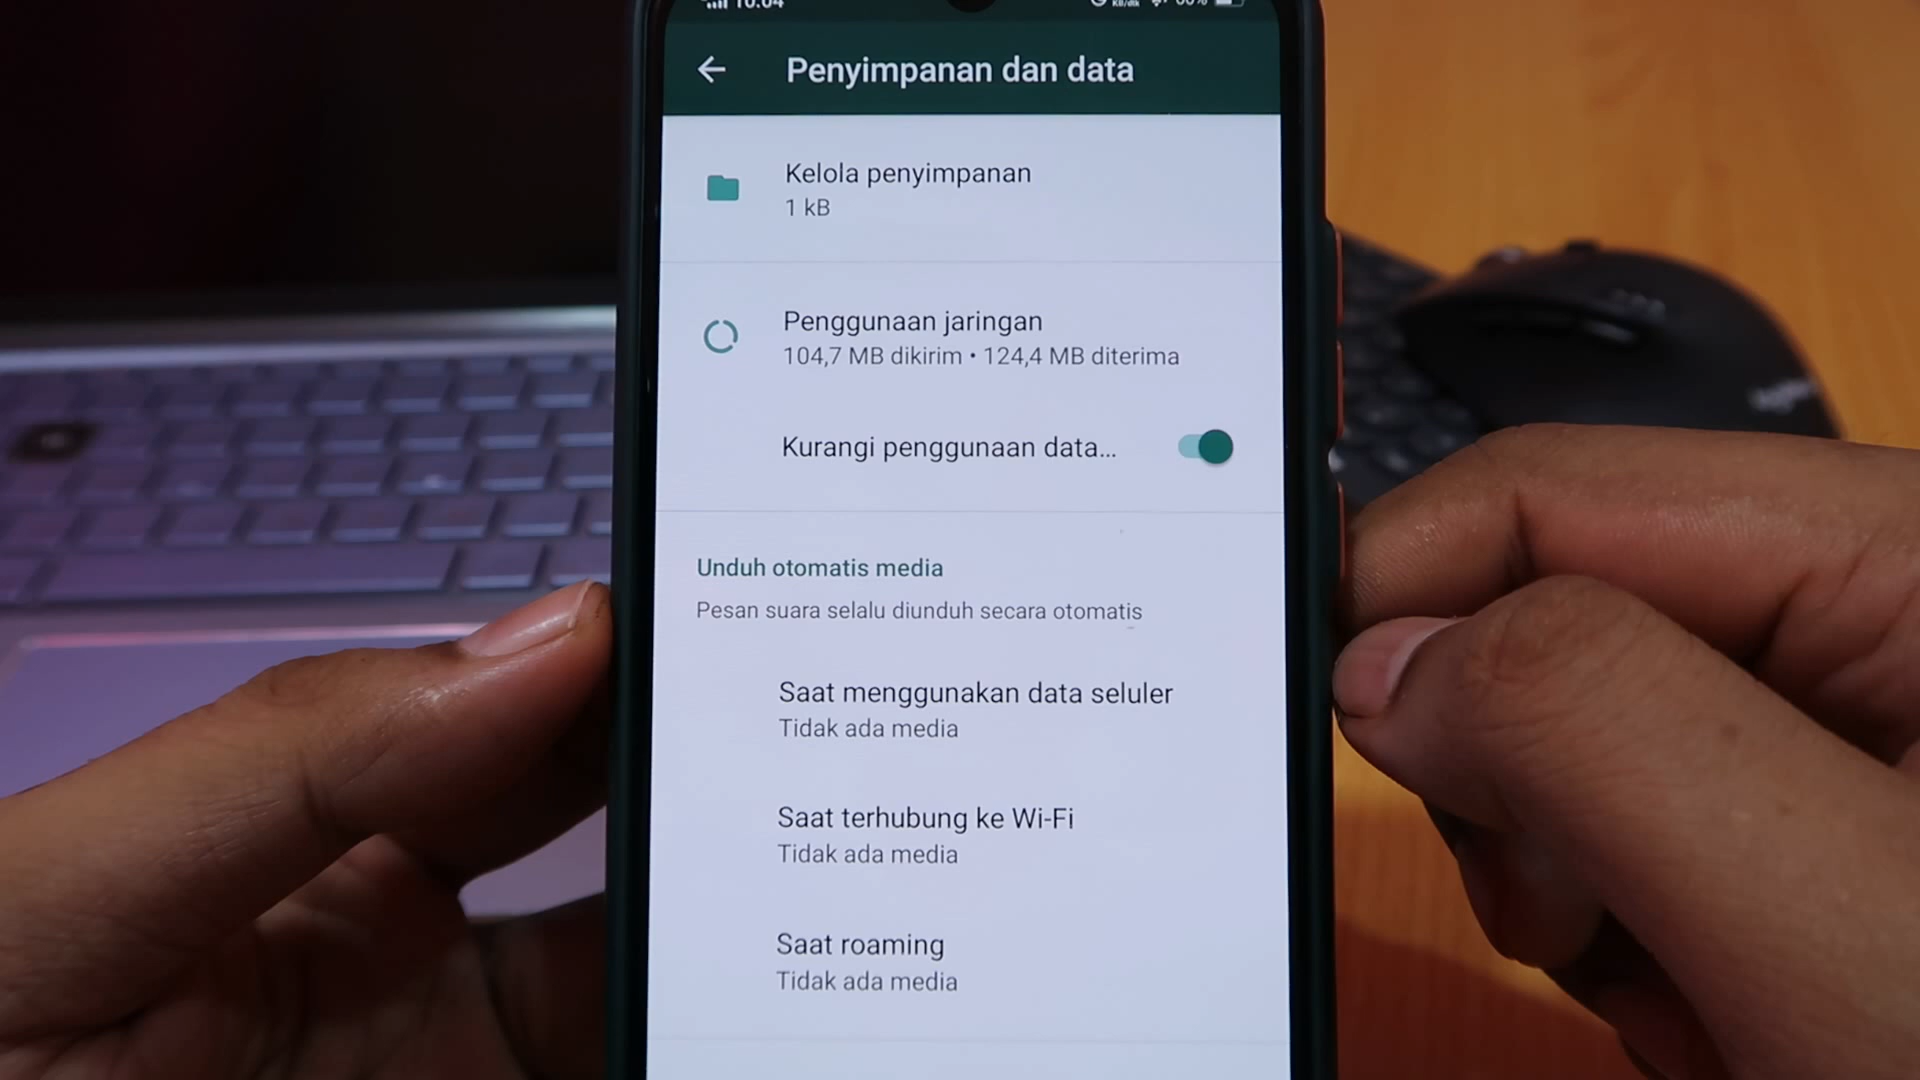 10.04
Penyimpanan dan data
Kelola penyimpanan
1 kB
Penggunaan jaringan
104,7 MB dikirim • 124,4 MB diterima
Kurangi penggunaan data...
Unduh otomatis media
Pesan suara selalu diunduh secara otomatis
Saat menggunakan data seluler
Tidak ada media
Saat terhubung ke Wi-Fi
Tidak ada media
Saat roaming
Tidak ada media